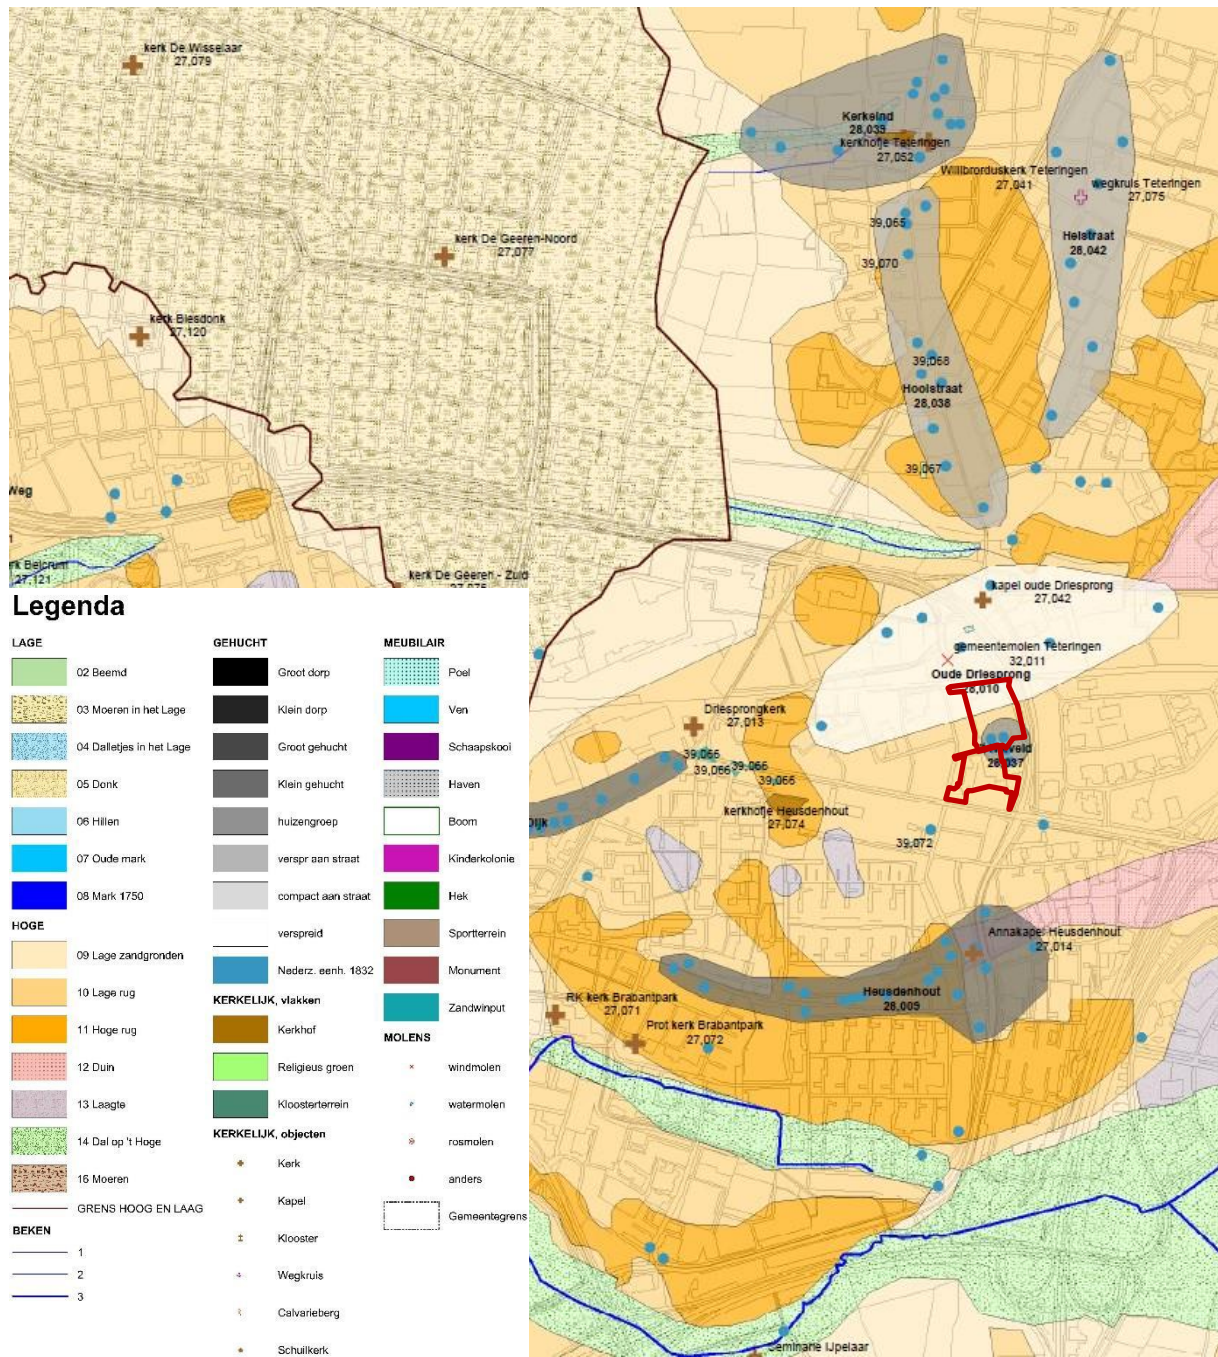 kerk De Wisselaar
27,079
Kerkeind
28,039
kerkhofje Teteringen
27,052
Willibrorduskerk Teteringen
27,041
wegkruis Teteringen
27,075
39,065
kerk De Geeren-Noord
27,077
Helstraat
28,042
39,070
kerk Biesdonk
27,120
39,068
Hoolstraat
28,038
39,067
Weg
27,121
kerk De Geeren - Zuid
kapel oude Driesprong
27,042
gemeentemolen Teteringen
32,011
Oude Driesprong
28,010
Driesprongkerk
27,013
39,066
39,066
39,066
39,066
28,037
kerkhofje Heusdenhout
27,074
Dijk
39,072
Annakapel Heusdenhout
27,014
Heusdenhout
28,009
RK kerk Brabantpark
27,071
Prot kerk Brabantpark
27,072
Seminarie IJpelaar
Legenda
LAGE
02 Beemd
03 Moeren in het Lage
04 Dalletjes in het Lage
05 Donk
06 Hillen
07 Oude mark
08 Mark 1750
HOGE
09 Lage zandgronden
10 Lage rug
11 Hoge rug
12 Duin
13 Laagte
14 Dal op 't Hoge
16 Moeren
GRENS HOOG EN LAAG
BEKEN
1
2
3
GEHUCHT
Groot dorp
Klein dorp
Groot gehucht
Klein gehucht
huizengroep
verspr aan straat
compact aan straat
verspreid
Nederz. eenh. 1832
KERKELIJK, vlakken
Kerkhof
Religieus groen
Kloosterterrein
KERKELIJK, objecten
Kerk
Kapel
Klooster
Wegkruis
Calvarieberg
Schuilkerk
MEUBILAIR
Poel
Ven
Schaapskooi
Haven
Boom
Kinderkolonie
Hek
Sportterrein
Monument
Zandwinput
MOLENS
windmolen
watermolen
rosmolen
anders
Gemeentegrens